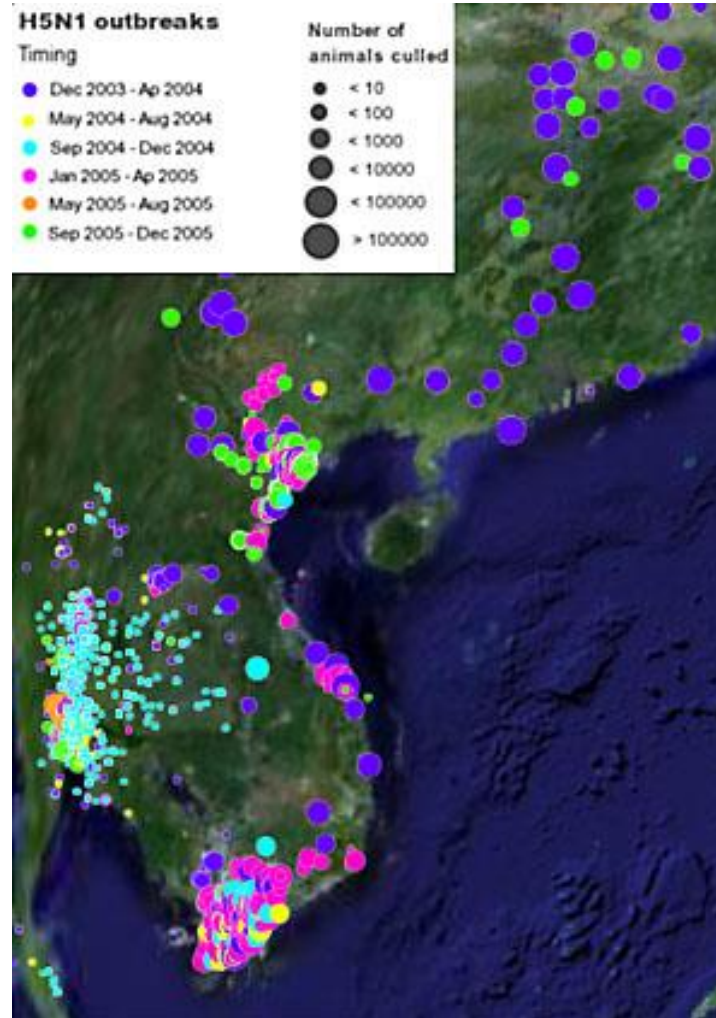 H5N1 outbreaks
Timing
Dec 2003 - Ap 2004
May 2004 - Aug 2004
Sep 2004 - Dec 2004
Jan 2005 - Ap 2005
May 2005 - Aug 2005
Sep 2005 - Dec 2005
Number of
animals culled
< 10
< 100
< 1000
< 10000
< 100000
> 100000